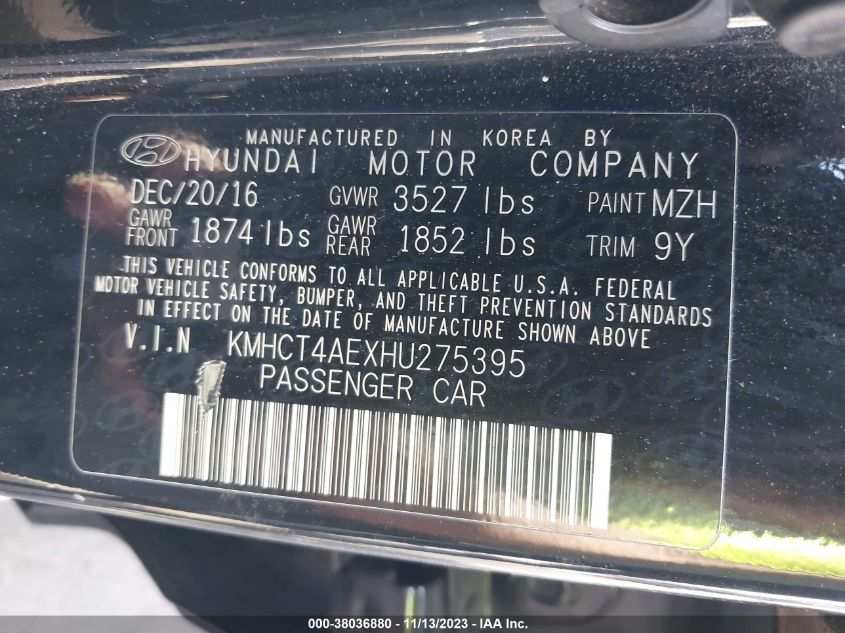 MANUFACTURED IN KOREA BY
HYUNDAI MOTOR COMPANY
DEC/20/16 GVWR 3527 lbs PAINT MZH
GAWR FRONT 1874 lbs GAWR REAR 1852 lbs TRIM 9Y
THIS VEHICLE CONFORMS TO ALL APPLICABLE U.S.A. FEDERAL
MOTOR VEHICLE SAFETY, BUMPER, AND THEFT PREVENTION STANDARDS
IN EFFECT ON THE DATE OF MANUFACTURE SHOWN ABOVE
V.I.N KMHCT4AEXHU275395
PASSENGER CAR
000-38036880 - 11/13/2023 - IAA Inc.